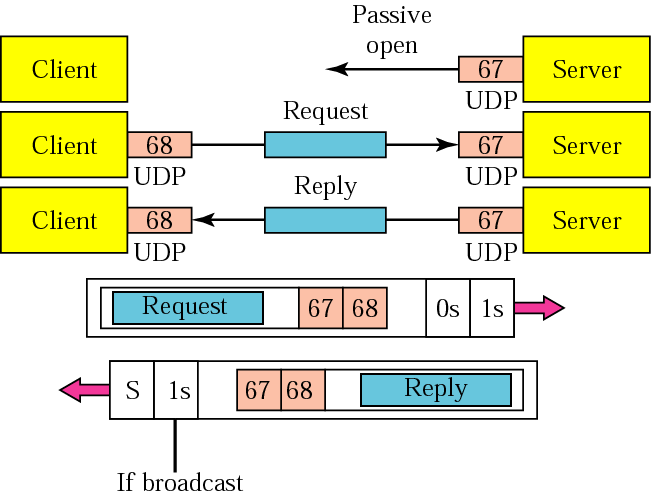 Passive
open
Client
67
Server
UDP
Request
Client
68
67
Server
UDP
UDP
Reply
Client
68
67
Server
UDP
UDP
Request
67
68
0s
1s
S
1s
67
68
Reply
If broadcast